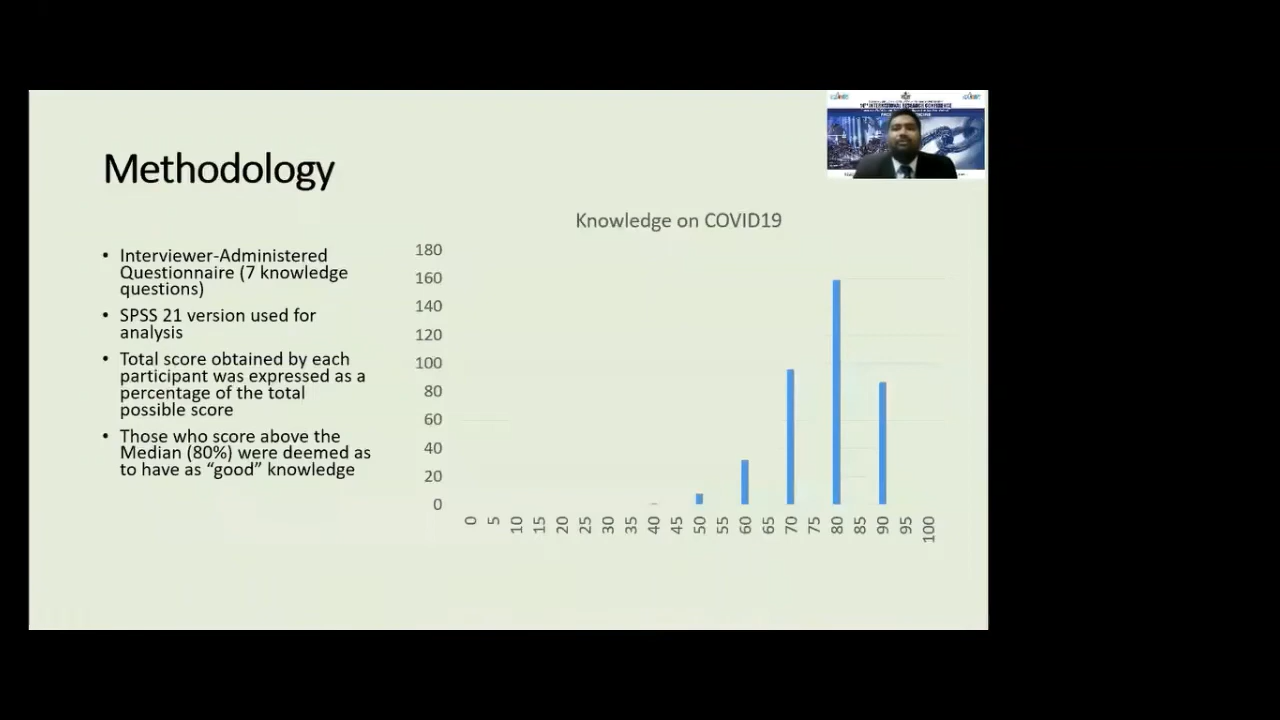 14TH INTERNATIONAL RESEARCH CONFERENCE
Methodology
• Interviewer-Administered
Questionnaire (7 knowledge
questions)
• SPSS 21 version used for
analysis
• Total score obtained by each
participant was expressed as a
percentage of the total
possible score
• Those who score above the
Median (80%) were deemed as
to have as “good” knowledge
Knowledge on COVID19
180
160
140
120
100
80
60
40
20
0
0 5 10 15 20 25 30 35 40 45 50 55 60 65 70 75 80 85 90 95 100